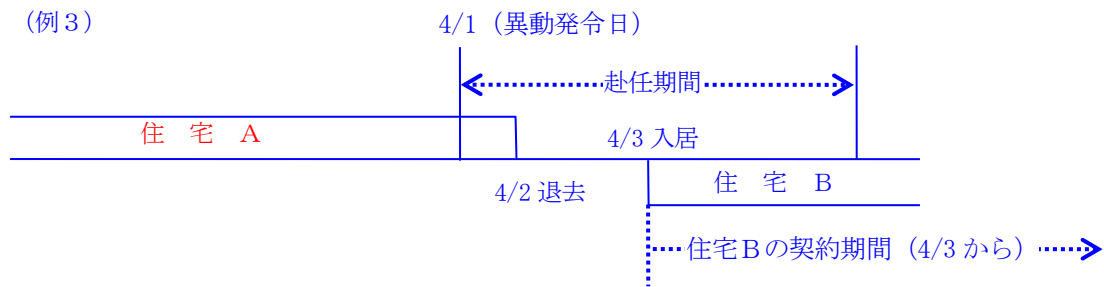 （例３）
4/1（異動発令日）
赴任期間
住　宅　Ａ
4/3 入居
4/2 退去
住　宅　Ｂ
住宅Ｂの契約期間（4/3 から）